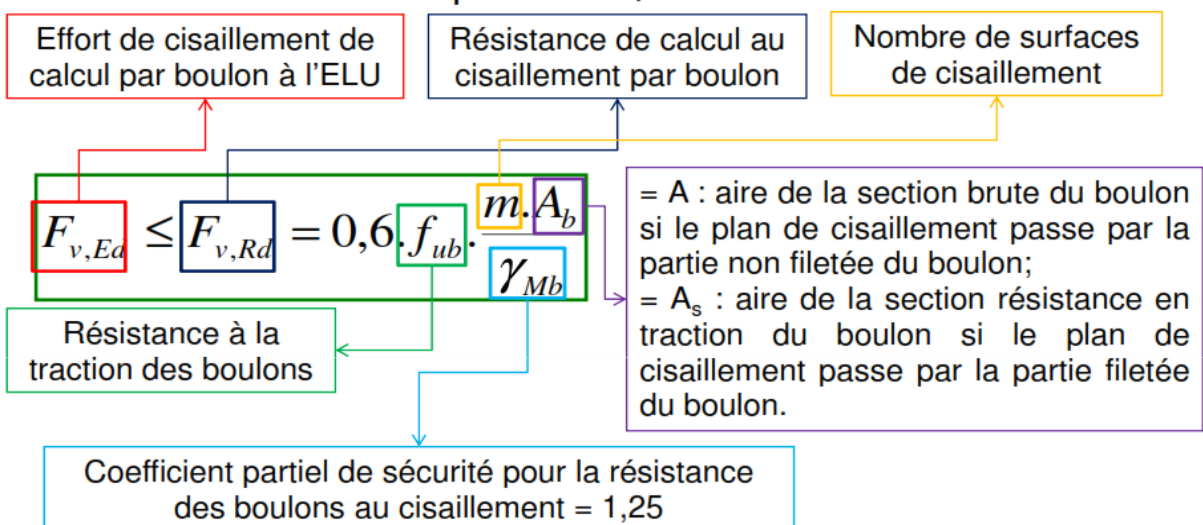 Effort de cisaillement de
calcul par boulon à l'ELU
Résistance de calcul au
cisaillement par boulon
Nombre de surfaces
de cisaillement
F_{v,Ed} ≤ F_{v,Rd} = 0,6.f_{ub}.\frac{m.A_b}{γ_{Mb}}
= A : aire de la section brute du boulon
si le plan de cisaillement passe par la
partie non filetée du boulon;
= A_s : aire de la section résistance en
traction du boulon si le plan de
cisaillement passe par la partie filetée
du boulon.
Résistance à la
traction des boulons
Coefficient partiel de sécurité pour la résistance
des boulons au cisaillement = 1,25